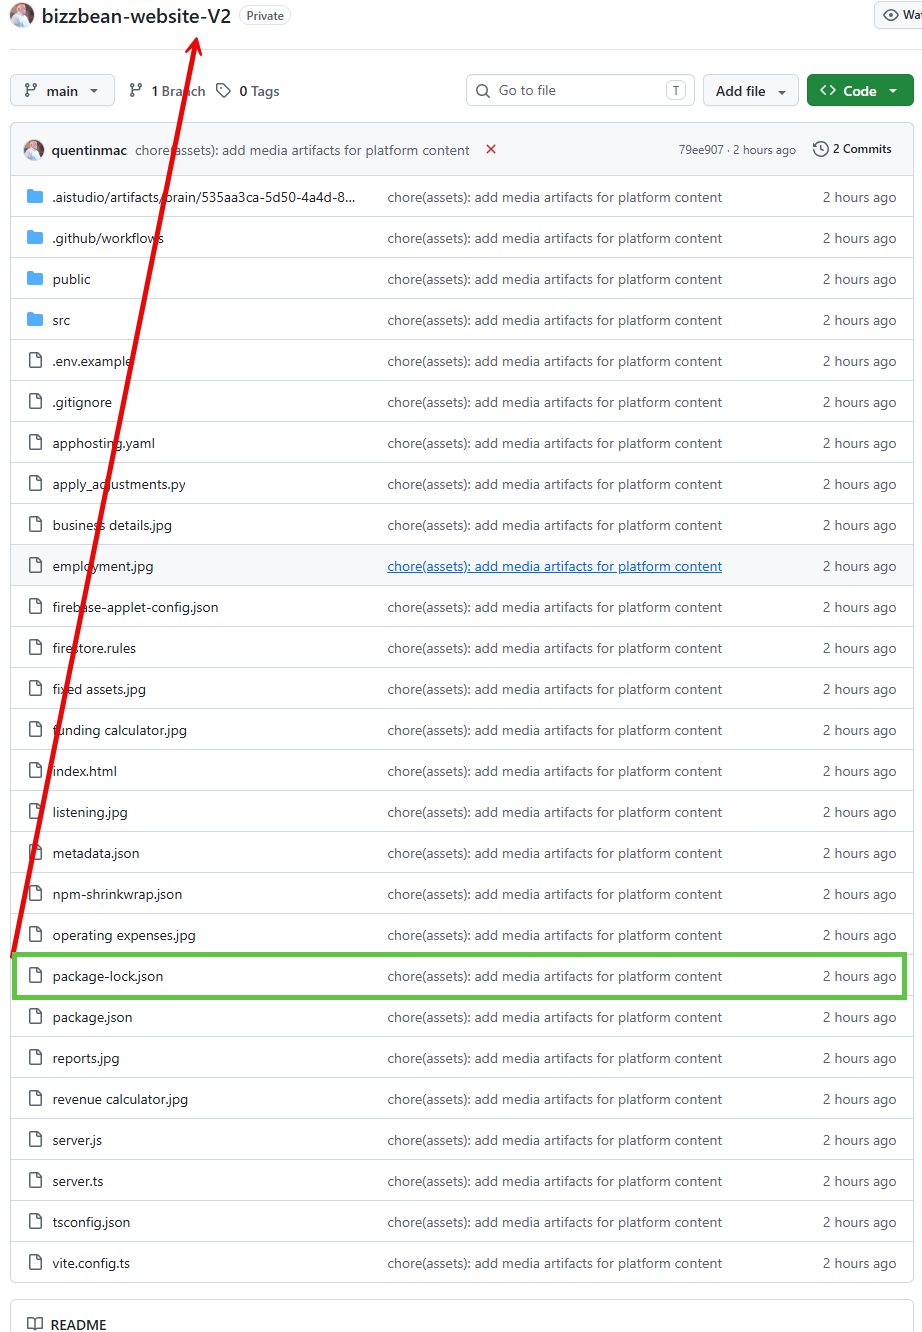 bizzbean-website-V2 Private Wat
main 1 Branch 0 Tags Go to file T Add file Code
quentinmac chore(assets): add media artifacts for platform content 79ee907 · 2 hours ago 2 Commits
.aistudio/artifacts/brain/535aa3ca-5d50-4a4d-8... chore(assets): add media artifacts for platform content 2 hours ago
.github/workflows chore(assets): add media artifacts for platform content 2 hours ago
public chore(assets): add media artifacts for platform content 2 hours ago
src chore(assets): add media artifacts for platform content 2 hours ago
.env.example chore(assets): add media artifacts for platform content 2 hours ago
.gitignore chore(assets): add media artifacts for platform content 2 hours ago
apphosting.yaml chore(assets): add media artifacts for platform content 2 hours ago
apply_adjustments.py chore(assets): add media artifacts for platform content 2 hours ago
business details.jpg chore(assets): add media artifacts for platform content 2 hours ago
employment.jpg chore(assets): add media artifacts for platform content 2 hours ago
firebase-applet-config.json chore(assets): add media artifacts for platform content 2 hours ago
firestore.rules chore(assets): add media artifacts for platform content 2 hours ago
fixed assets.jpg chore(assets): add media artifacts for platform content 2 hours ago
funding calculator.jpg chore(assets): add media artifacts for platform content 2 hours ago
index.html chore(assets): add media artifacts for platform content 2 hours ago
listening.jpg chore(assets): add media artifacts for platform content 2 hours ago
metadata.json chore(assets): add media artifacts for platform content 2 hours ago
npm-shrinkwrap.json chore(assets): add media artifacts for platform content 2 hours ago
operating expenses.jpg chore(assets): add media artifacts for platform content 2 hours ago
package-lock.json chore(assets): add media artifacts for platform content 2 hours ago
package.json chore(assets): add media artifacts for platform content 2 hours ago
reports.jpg chore(assets): add media artifacts for platform content 2 hours ago
revenue calculator.jpg chore(assets): add media artifacts for platform content 2 hours ago
server.js chore(assets): add media artifacts for platform content 2 hours ago
server.ts chore(assets): add media artifacts for platform content 2 hours ago
tsconfig.json chore(assets): add media artifacts for platform content 2 hours ago
vite.config.ts chore(assets): add media artifacts for platform content 2 hours ago
README